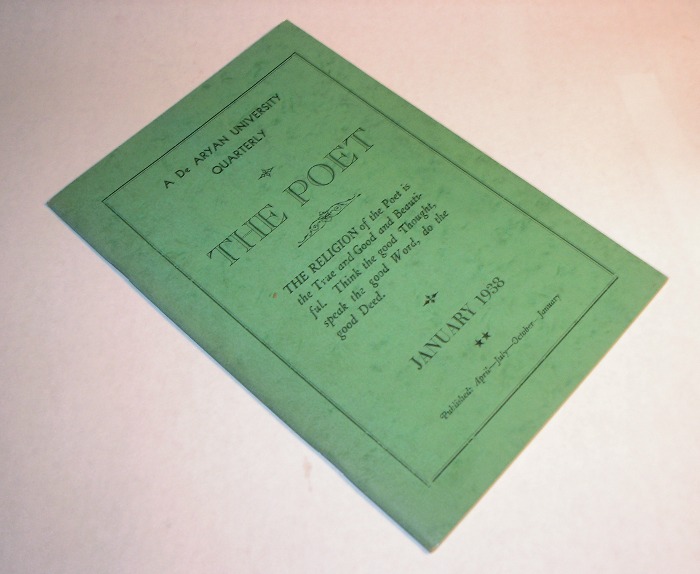 A De ARYAN UNIVERSITY
QUARTERLY
THE POET
THE RELIGION of the Poet is
the True and Good and Beauti-
ful. Think the good Thought,
speak the good Word, do the
good Deed.
JANUARY 1938
Published: April—July—October—January